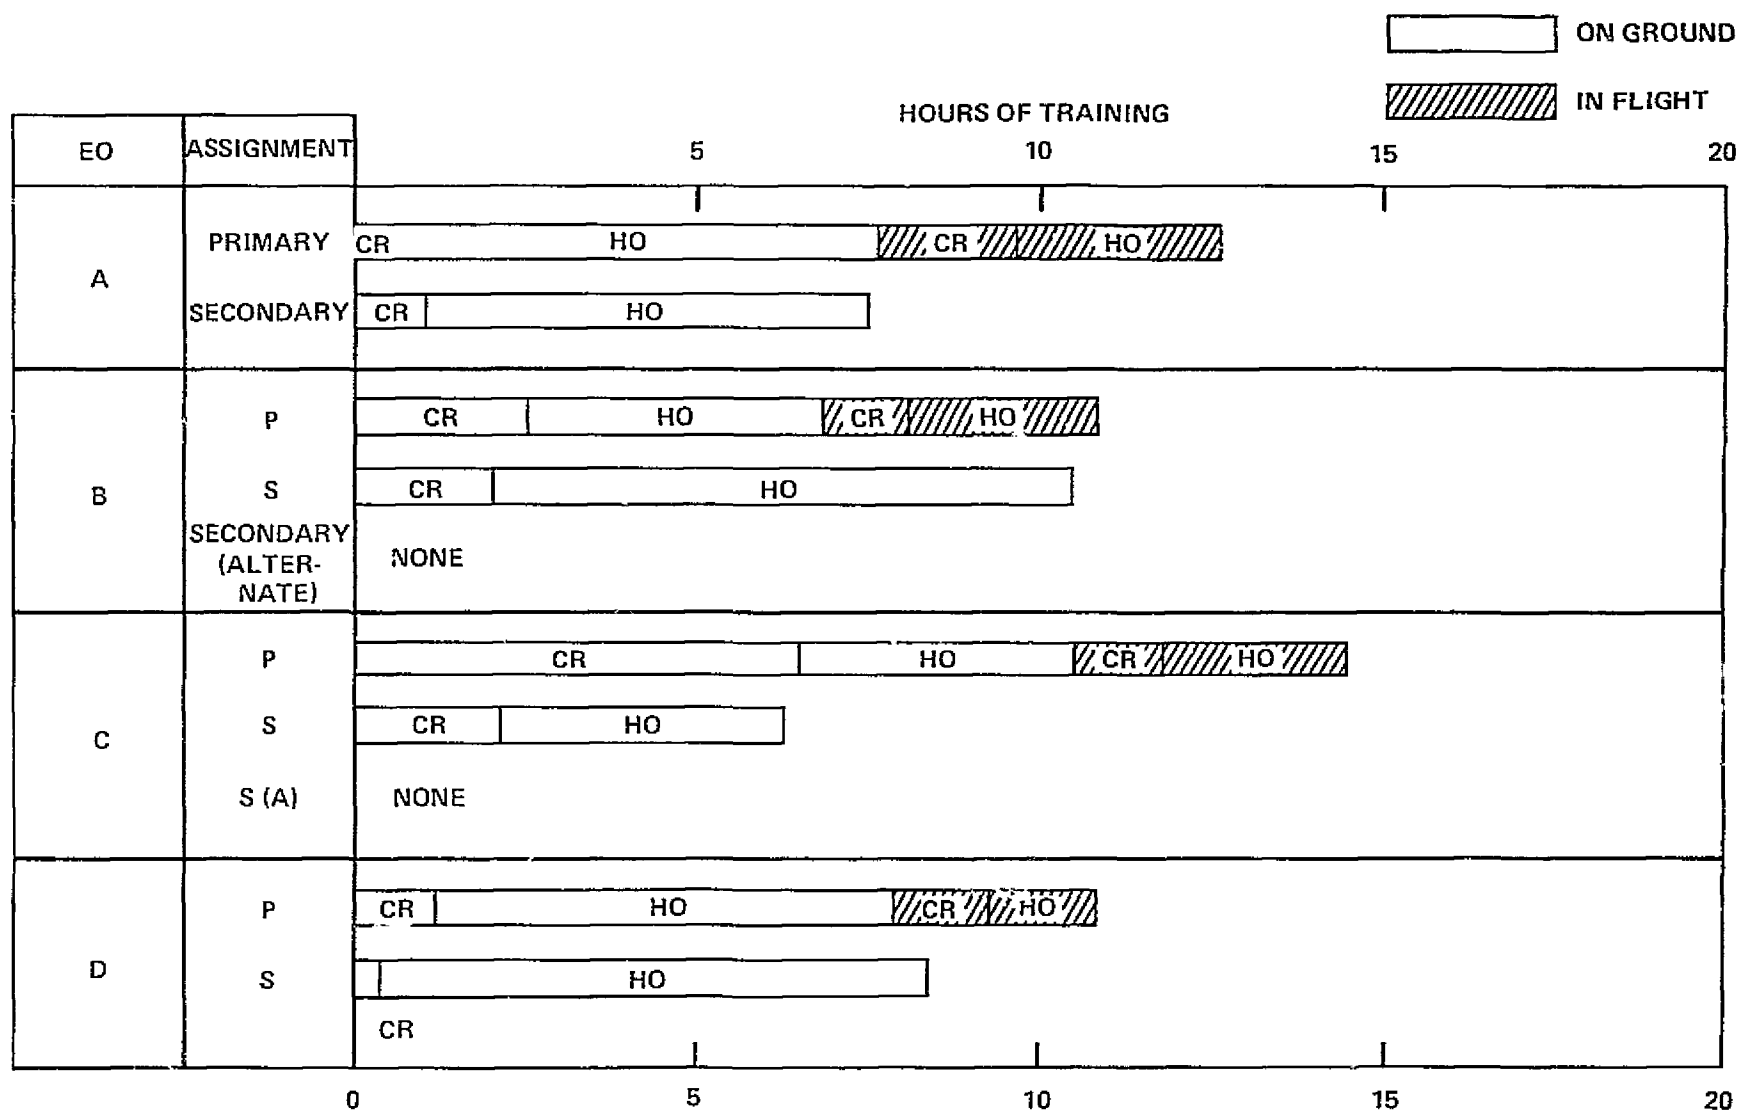 ON GROUND
IN FLIGHT
HOURS OF TRAINING
EO ASSIGNMENT 5 10 15 20
A
PRIMARY CR HO CR HO
SECONDARY CR HO
B
P CR HO CR HO
S CR HO
SECONDARY
(ALTER-
NATE)
NONE
C
P CR HO CR HO
S CR HO
S (A) NONE
D
P CR HO CR HO
S HO
CR
0 5 10 15 20